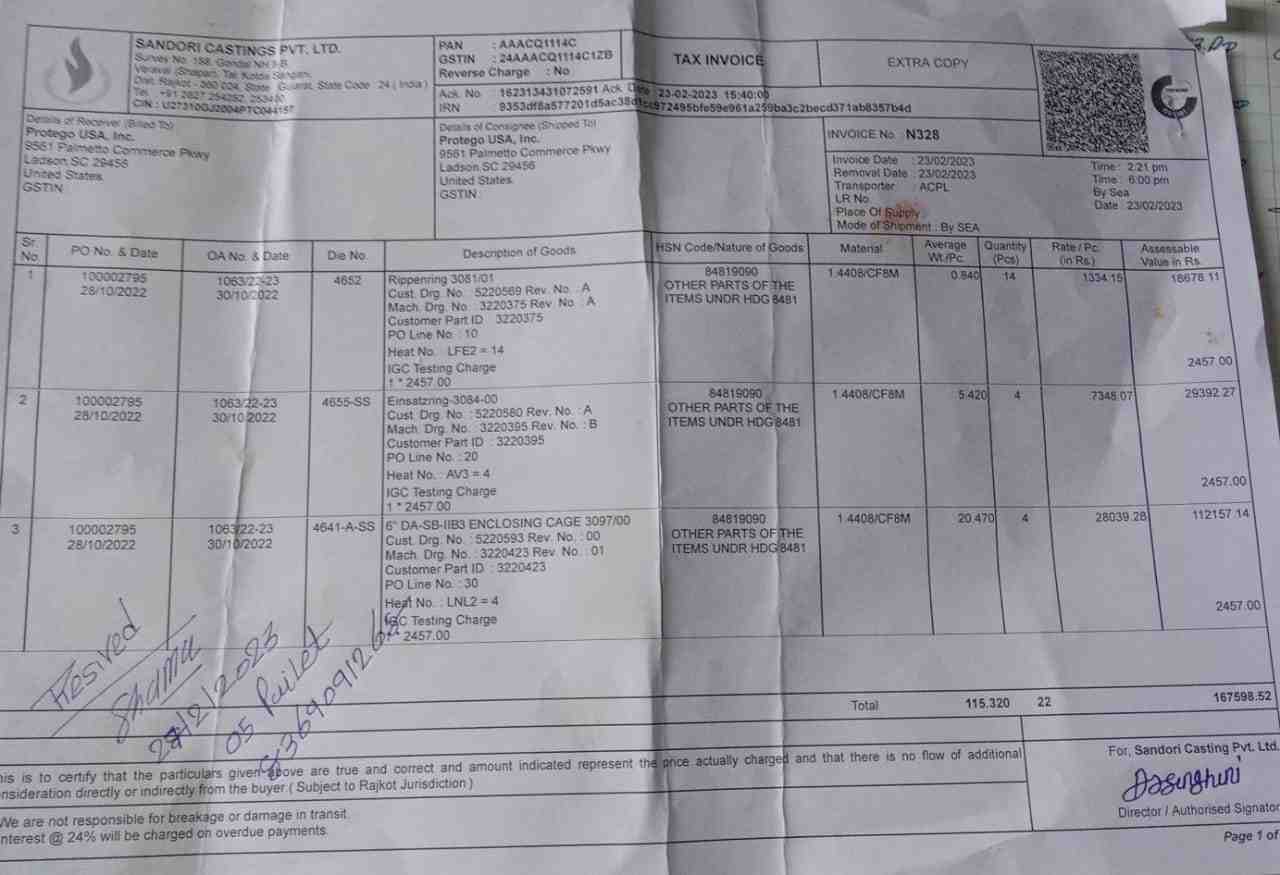 SANDORI CASTINGS PVT. LTD.
Survey No. 158, Gondal NH 8-B
Veraval (Shapar), Tal. Kotda Sangani,
Dist. Rajkot - 360 024, State : Gujarat, State Code : 24 ( India )
Tel. : +91 2827 254252, 253480
CIN : U27310GJ2004PTC044157
PAN : AAACQ1114C
GSTIN : 24AAACQ1114C1ZB
Reverse Charge : No
TAX INVOICE
EXTRA COPY
Ack. No. : 162313431072591 Ack. Date 23-02-2023 15:40:00
IRN : 9353df8a577201d5ac38d1cc972495bfe59e961a259ba3c2becd371ab8357b4d
Details of Receiver (Billed To)
Protego USA, Inc.
9561 Palmetto Commerce Pkwy
Ladson SC 29456
United States.
GSTIN
Details of Consignee (Shipped To)
Protego USA, Inc.
9561 Palmetto Commerce Pkwy
Ladson SC 29456
United States.
GSTIN :
INVOICE No : N328
Invoice Date : 23/02/2023 Time : 2:21 pm
Removal Date : 23/02/2023 Time : 6:00 pm
Transporter : ACPL By Sea
LR No. Date : 23/02/2023
Place Of Supply :
Mode of Shipment : By SEA
Sr. No. PO No. & Date OA No. & Date Die No. Description of Goods HSN Code/Nature of Goods Material Average Wt./Pc. Quantity (Pcs) Rate / Pc. (in Rs.) Assessable Value in Rs.
1 100002795 1063/22-23 4652 Rippenring 3081/01 84819090 1.4408/CF8M 0.840 14 1334.15 18678.11
28/10/2022 30/10/2022 Cust. Drg. No. : 5220569 Rev. No. : A OTHER PARTS OF THE
Mach. Drg. No. : 3220375 Rev. No. : A ITEMS UNDR HDG 8481
Customer Part ID : 3220375
PO Line No. : 10
Heat No. : LFE2 = 14
IGC Testing Charge 2457.00
1 * 2457.00
2 100002795 1063/22-23 4655-SS Einsatzring-3084-00 84819090 1.4408/CF8M 5.420 4 7348.07 29392.27
28/10/2022 30/10/2022 Cust. Drg. No. : 5220580 Rev. No. : A OTHER PARTS OF THE
Mach. Drg. No. : 3220395 Rev. No. : B ITEMS UNDR HDG 8481
Customer Part ID : 3220395
PO Line No. : 20
Heat No. : AV3 = 4
IGC Testing Charge 2457.00
1 * 2457.00
3 100002795 1063/22-23 4641-A-SS 6" DA-SB-IIB3 ENCLOSING CAGE 3097/00 84819090 1.4408/CF8M 20.470 4 28039.28 112157.14
28/10/2022 30/10/2022 Cust. Drg. No. : 5220593 Rev. No. : 00 OTHER PARTS OF THE
Mach. Drg. No. : 3220423 Rev. No. : 01 ITEMS UNDR HDG 8481
Customer Part ID : 3220423
PO Line No. : 30
Heat No. : LNL2 = 4
IGC Testing Charge 2457.00
* 2457.00
Resived
2023
05 Pailet
Total 115.320 22 167598.52
his is to certify that the particulars given above are true and correct and amount indicated represent the price actually charged and that there is no flow of additional
onsideration directly or indirectly from the buyer ( Subject to Rajkot Jurisdiction )
We are not responsible for breakage or damage in transit.
nterest @ 24% will be charged on overdue payments.
For, Sandori Casting Pvt. Ltd.
Director / Authorised Signator
Page 1 of